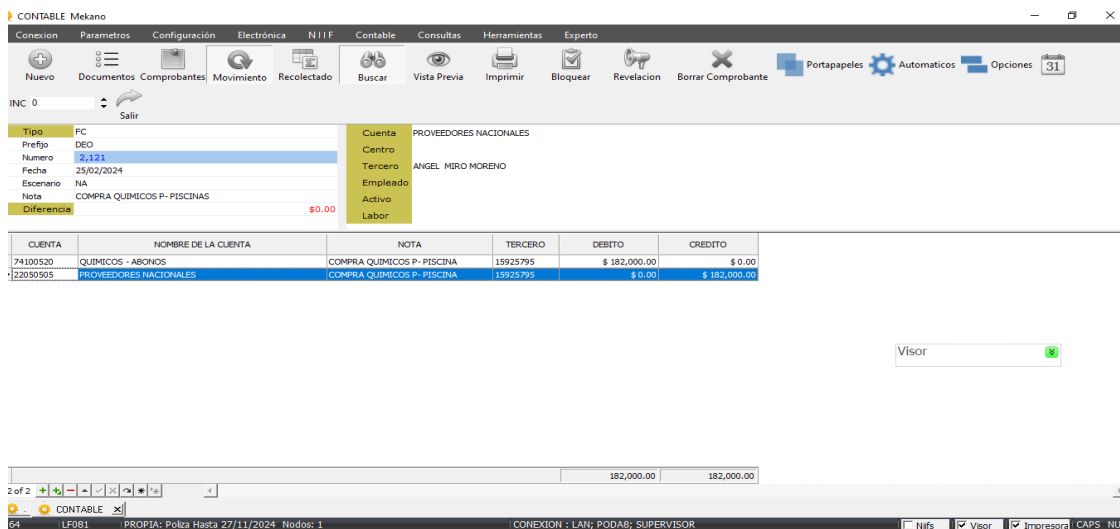 CONTABLE Mekano
Conexion Parametros Configuración Electrónica N I I F Contable Consultas Herramientas Experto
Nuevo Documentos Comprobantes Movimiento Recolectado Buscar Vista Previa Imprimir Bloquear Revelacion Borrar Comprobante Portapapeles Automaticos Opciones 31
INC 0
Salir
Tipo FC
Prefijo DEO
Numero 2,121
Fecha 25/02/2024
Escenario NA
Nota COMPRA QUIMICOS P- PISCINAS
Diferencia $0.00
Cuenta PROVEEDORES NACIONALES
Centro
Tercero ANGEL MIRO MORENO
Empleado
Activo
Labor
CUENTA NOMBRE DE LA CUENTA NOTA TERCERO DEBITO CREDITO
74100520 QUIMICOS - ABONOS COMPRA QUIMICOS P- PISCINA 15925795 $ 182,000.00 $ 0.00
22050505 PROVEEDORES NACIONALES COMPRA QUIMICOS P- PISCINA 15925795 $ 0.00 $ 182,000.00
Visor
182,000.00 182,000.00
2 of 2
CONTABLE
64 LF081 PROPIA: Poliza Hasta 27/11/2024 Nodos: 1 CONEXION : LAN; PODA8; SUPERVISOR Niifs Visor Impresora CAPS NU